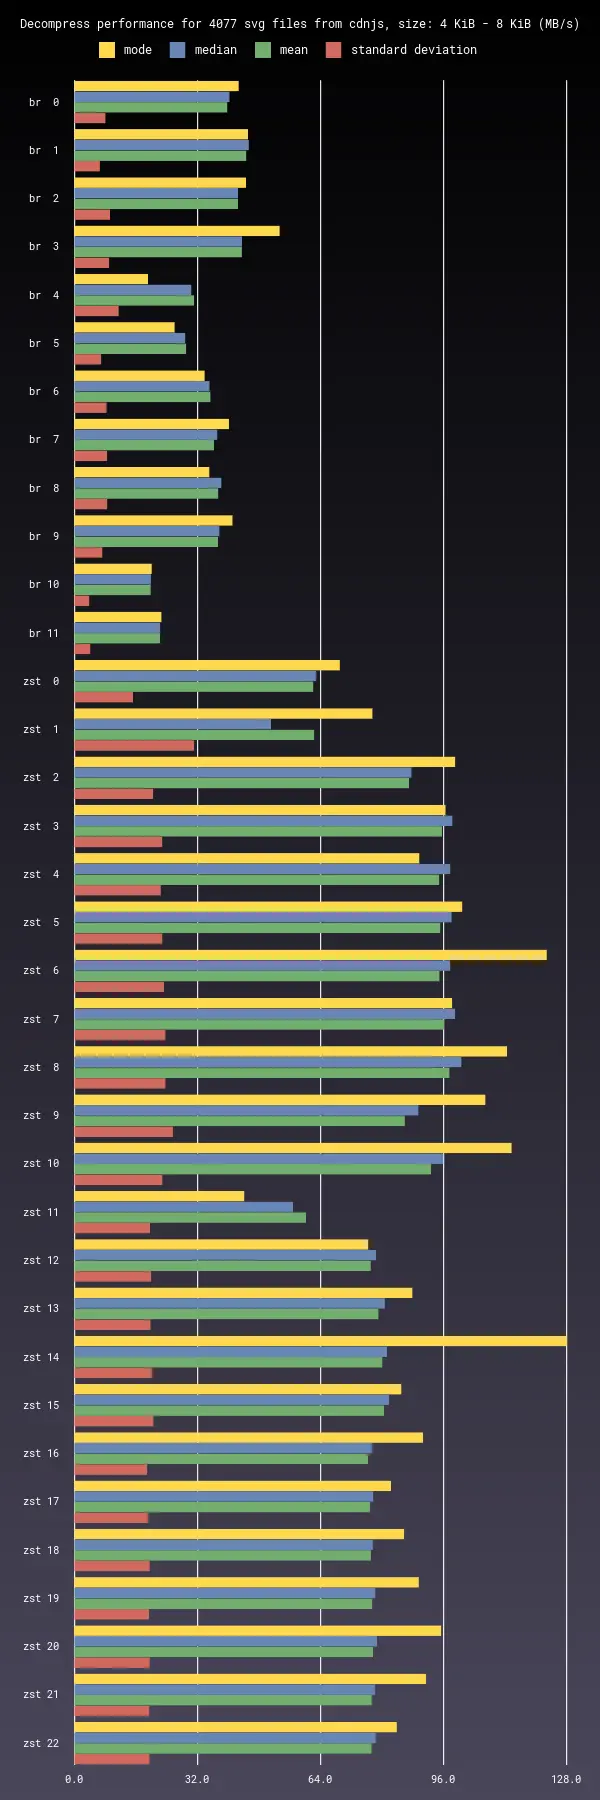 Decompress performance for 4077 svg files from cdnjs, size: 4 KiB - 8 KiB (MB/s)
mode median mean standard deviation
br 0
br 1
br 2
br 3
br 4
br 5
br 6
br 7
br 8
br 9
br 10
br 11
zst 0
zst 1
zst 2
zst 3
zst 4
zst 5
zst 6
zst 7
zst 8
zst 9
zst 10
zst 11
zst 12
zst 13
zst 14
zst 15
zst 16
zst 17
zst 18
zst 19
zst 20
zst 21
zst 22
0.0 32.0 64.0 96.0 128.0